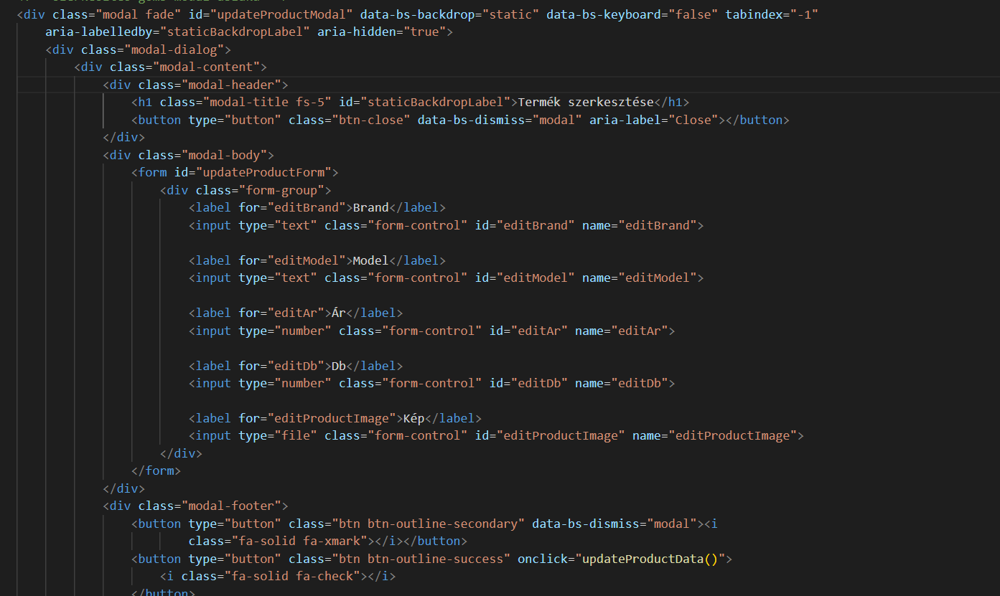 <div class="modal fade" id="updateProductModal" data-bs-backdrop="static" data-bs-keyboard="false" tabindex="-1"
aria-labelledby="staticBackdropLabel" aria-hidden="true">
<div class="modal-dialog">
<div class="modal-content">
<div class="modal-header">
<h1 class="modal-title fs-5" id="staticBackdropLabel">Termék szerkesztése</h1>
<button type="button" class="btn-close" data-bs-dismiss="modal" aria-label="Close"></button>
</div>
<div class="modal-body">
<form id="updateProductForm">
<div class="form-group">
<label for="editBrand">Brand</label>
<input type="text" class="form-control" id="editBrand" name="editBrand">
<label for="editModel">Model</label>
<input type="text" class="form-control" id="editModel" name="editModel">
<label for="editAr">Ár</label>
<input type="number" class="form-control" id="editAr" name="editAr">
<label for="editDb">Db</label>
<input type="number" class="form-control" id="editDb" name="editDb">
<label for="editProductImage">Kép</label>
<input type="file" class="form-control" id="editProductImage" name="editProductImage">
</div>
</form>
</div>
<div class="modal-footer">
<button type="button" class="btn btn-outline-secondary" data-bs-dismiss="modal"><i
class="fa-solid fa-xmark"></i></button>
<button type="button" class="btn btn-outline-success" onclick="updateProductData()">
<i class="fa-solid fa-check"></i>
</button>